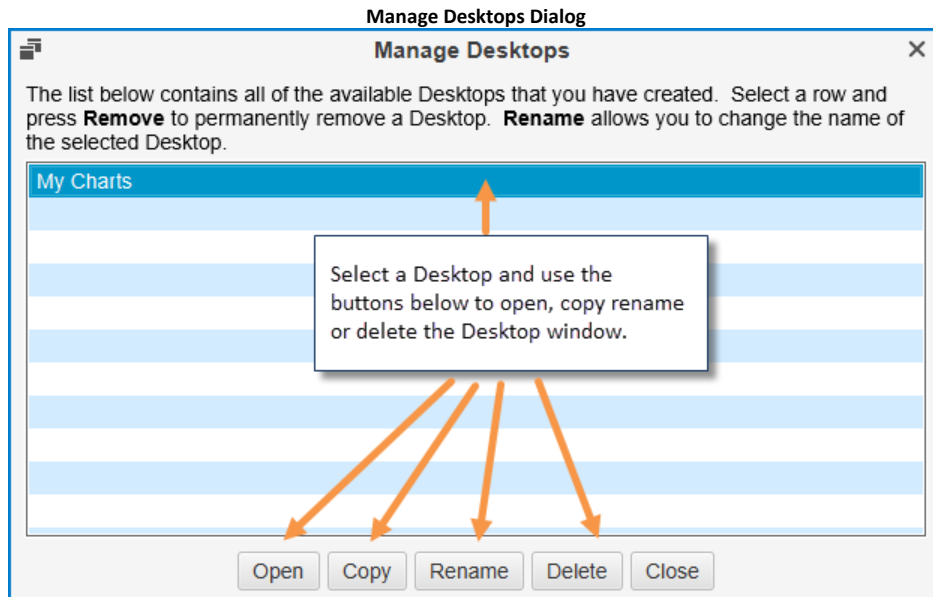 Manage Desktops Dialog
Manage Desktops
The list below contains all of the available Desktops that you have created.  Select a row and
press Remove to permanently remove a Desktop.  Rename allows you to change the name of
the selected Desktop.
My Charts
Select a Desktop and use the
buttons below to open, copy rename
or delete the Desktop window.
Open Copy Rename Delete Close